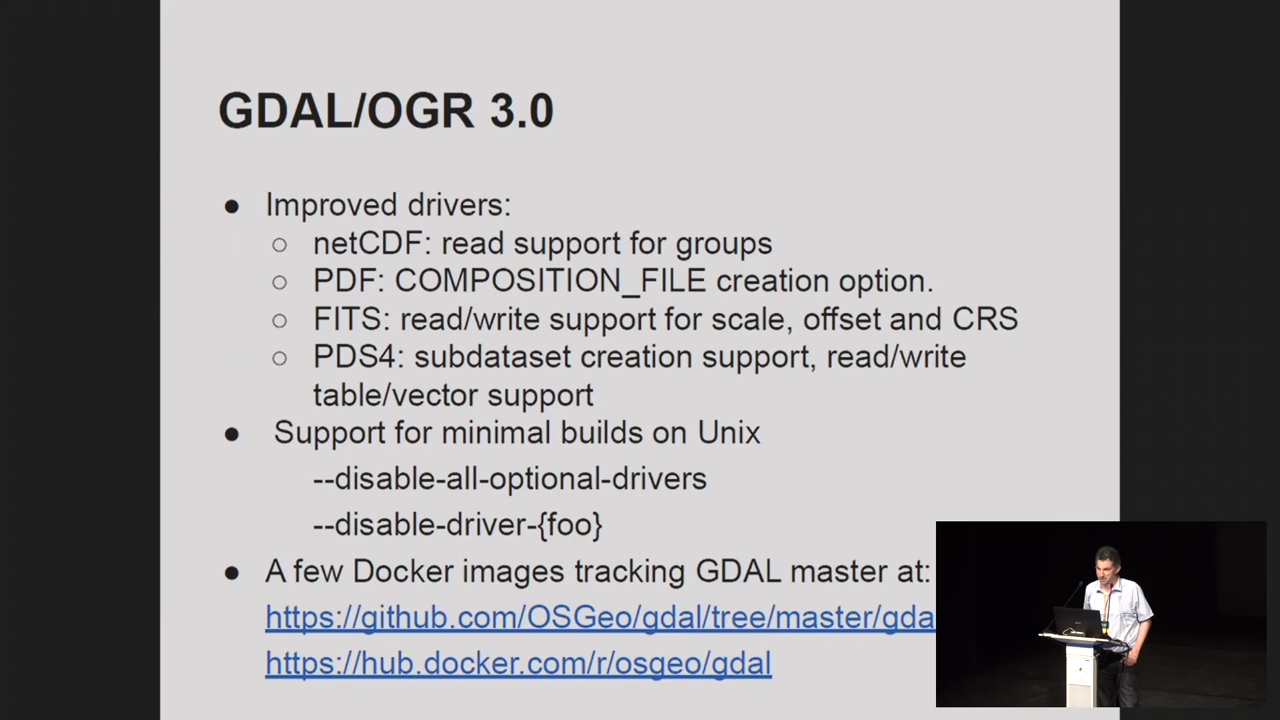 GDAL/OGR 3.0
● Improved drivers:
○ netCDF: read support for groups
○ PDF: COMPOSITION_FILE creation option.
○ FITS: read/write support for scale, offset and CRS
○ PDS4: subdataset creation support, read/write
table/vector support
● Support for minimal builds on Unix
--disable-all-optional-drivers
--disable-driver-{foo}
● A few Docker images tracking GDAL master at:
https://github.com/OSGeo/gdal/tree/master/gda
https://hub.docker.com/r/osgeo/gdal